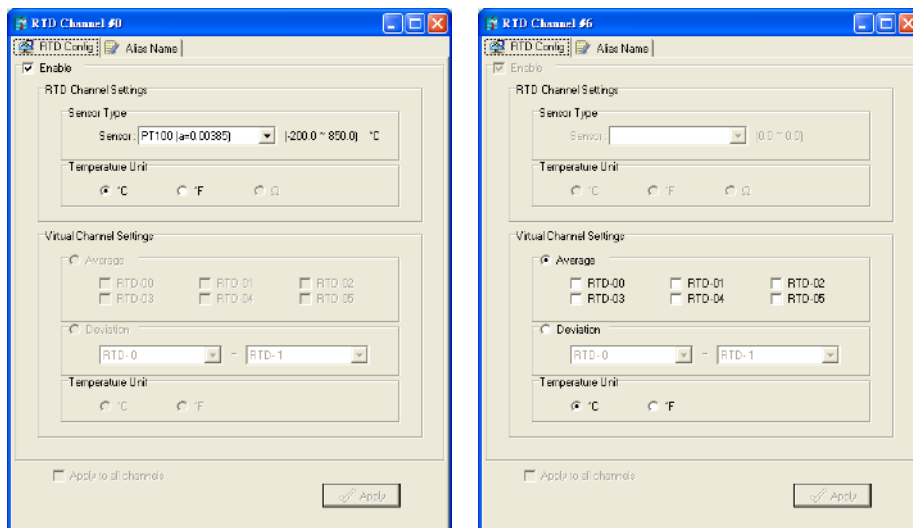 RTD Channel #0
RTD Config Alias Name
Enable
RTD Channel Settings
Sensor Type
Sensor: PT100 (a=0.00385) (-200.0 ~ 850.0) °C
Temperature Unit
°C °F Ω
Virtual Channel Settings
Average
RTD-00 RTD-01 RTD-02
RTD-03 RTD-04 RTD-05
Deviation
RTD-0 - RTD-1
Temperature Unit
°C °F
Apply to all channels
Apply
RTD Channel #6
RTD Config Alias Name
Enable
RTD Channel Settings
Sensor Type
Sensor: (0.0 ~ 0.0)
Temperature Unit
°C °F Ω
Virtual Channel Settings
Average
RTD-00 RTD-01 RTD-02
RTD-03 RTD-04 RTD-05
Deviation
RTD-0 - RTD-1
Temperature Unit
°C °F
Apply to all channels
Apply